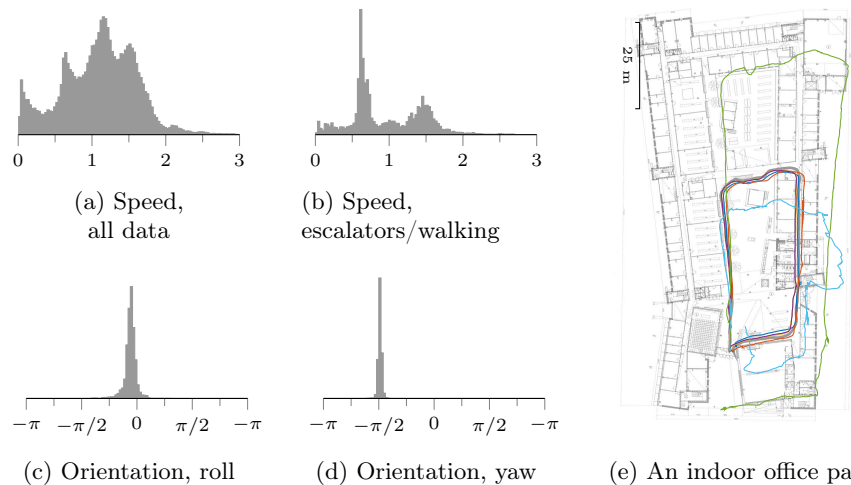 25 m
0 1 2 3
0 1 2 3
(a) Speed,
all data
(b) Speed,
escalators/walking
−π −π/2 0 π/2 −π
−π −π/2 0 π/2 −π
(c) Orientation, roll
(d) Orientation, yaw
(e) An indoor office pa